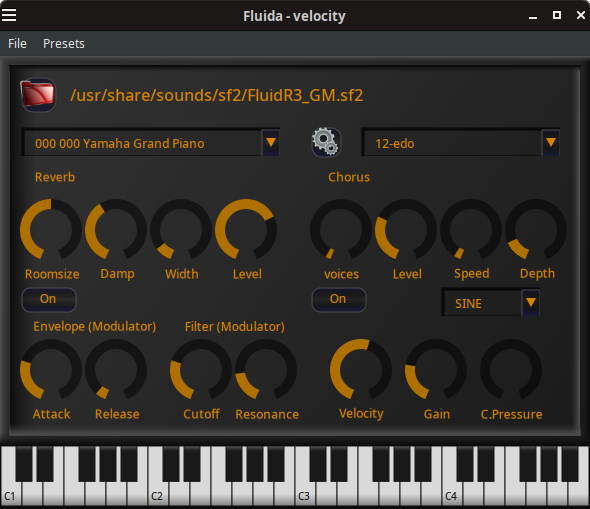 Fluida - velocity
File Presets
/usr/share/sounds/sf2/FluidR3_GM.sf2
000 000 Yamaha Grand Piano 12-edo
Reverb Chorus
Roomsize Damp Width Level voices Level Speed Depth
On On SINE
Envelope (Modulator) Filter (Modulator)
Attack Release Cutoff Resonance Velocity Gain C.Pressure
C1 C2 C3 C4